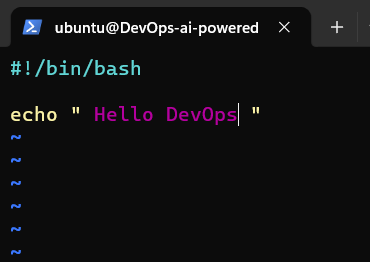 ubuntu@DevOps-ai-powered
#!/bin/bash
echo " Hello DevOps "
~
~
~
~
~
~